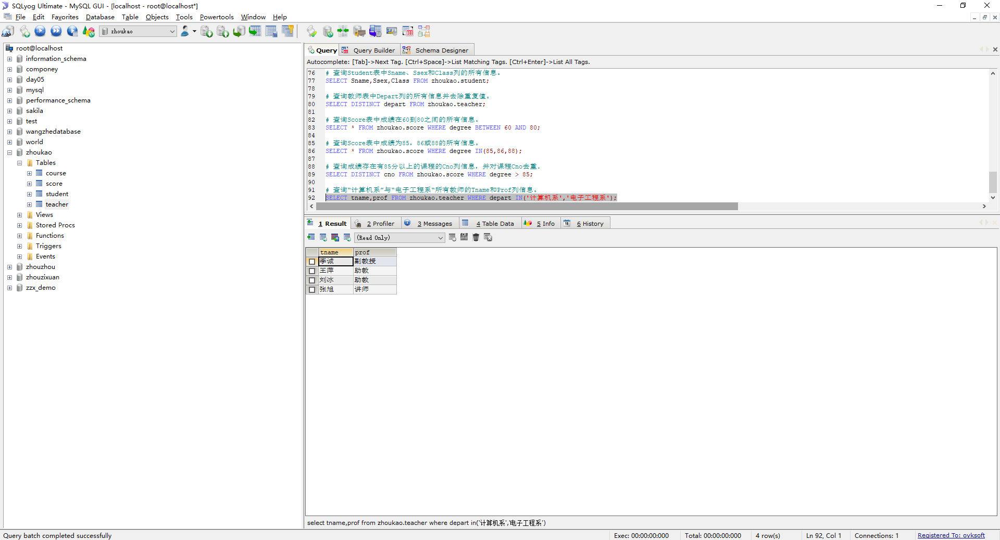 SQLyog Ultimate - MySQL GUI - [localhost - root@localhost*]
File Edit Favorites Database Table Objects Tools Powertools Window Help
zhoukao
root@localhost
information_schema
componey
day05
mysql
performance_schema
sakila
test
wangzhedatabase
world
zhoukao
Tables
course
score
student
teacher
Views
Stored Procs
Functions
Triggers
Events
zhouzhou
zhouzixuan
zzx_demo
Query Query Builder Schema Designer
Autocomplete: [Tab]->Next Tag. [Ctrl+Space]->List Matching Tags. [Ctrl+Enter]->List All Tags.
76 # 查询Student表中Sname、Ssex和Class列的所有信息。
77 SELECT Sname,Ssex,Class FROM zhoukao.student;
78
79 # 查询教师表中Depart列的所有信息并去除重复值。
80 SELECT DISTINCT depart FROM zhoukao.teacher;
81
82 # 查询Score表中成绩在60到80之间的所有信息。
83 SELECT * FROM zhoukao.score WHERE degree BETWEEN 60 AND 80;
84
85 # 查询Score表中成绩为85，86或88的所有信息。
86 SELECT * FROM zhoukao.score WHERE degree IN(85,86,88);
87
88 # 查询成绩存在有85分以上的课程的Cno列信息，并对课程Cno去重.
89 SELECT DISTINCT cno FROM zhoukao.score WHERE degree > 85;
90
91 # 查询“计算机系”与“电子工程系“所有教师的Tname和Prof列信息。
92 SELECT tname,prof FROM zhoukao.teacher WHERE depart IN('计算机系','电子工程系');
1 Result 2 Profiler 3 Messages 4 Table Data 5 Info 6 History
(Read Only)
tname prof
李诚 副教授
王萍 助教
刘冰 助教
张旭 讲师
select tname,prof from zhoukao.teacher where depart in('计算机系','电子工程系')
Query batch completed successfully Exec: 00:00:00:000 Total: 00:00:00:000 4 row(s) Ln 92, Col 1 Connections: 1 Registered To: ovksoft